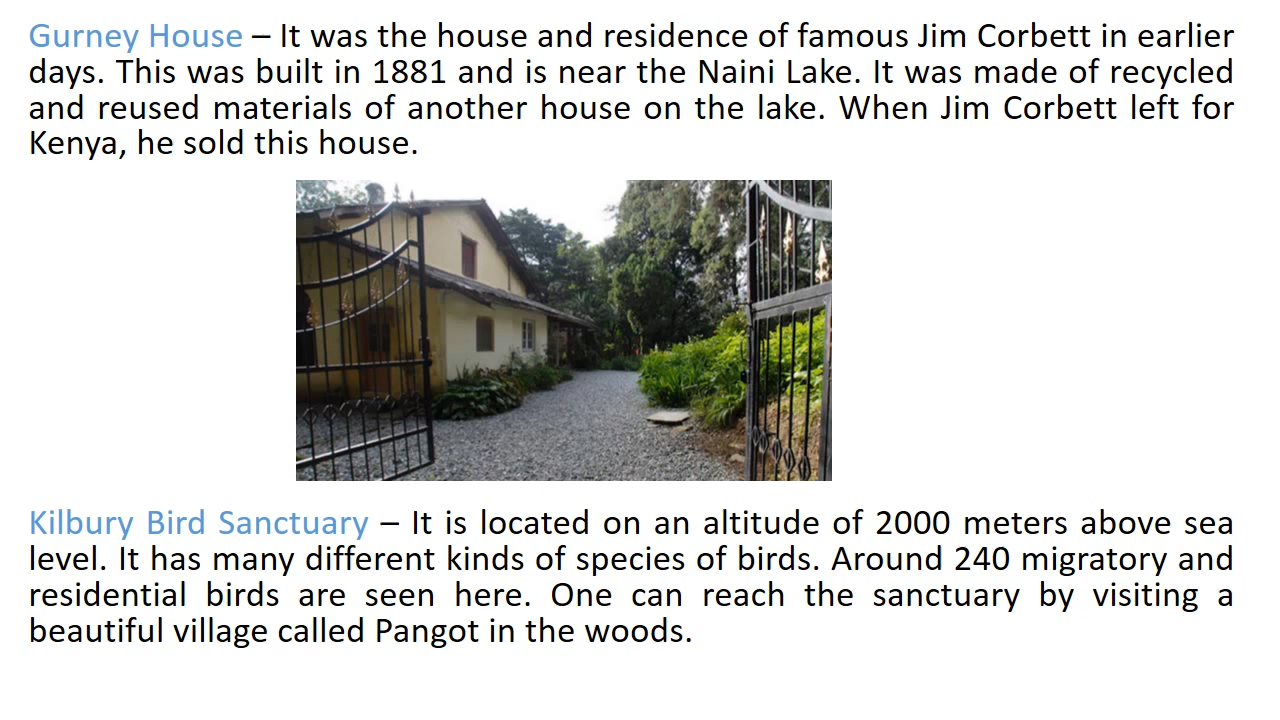 Gurney House – It was the house and residence of famous Jim Corbett in earlier
days. This was built in 1881 and is near the Naini Lake. It was made of recycled
and reused materials of another house on the lake. When Jim Corbett left for
Kenya, he sold this house.
Kilbury Bird Sanctuary – It is located on an altitude of 2000 meters above sea
level. It has many different kinds of species of birds. Around 240 migratory and
residential birds are seen here. One can reach the sanctuary by visiting a
beautiful village called Pangot in the woods.